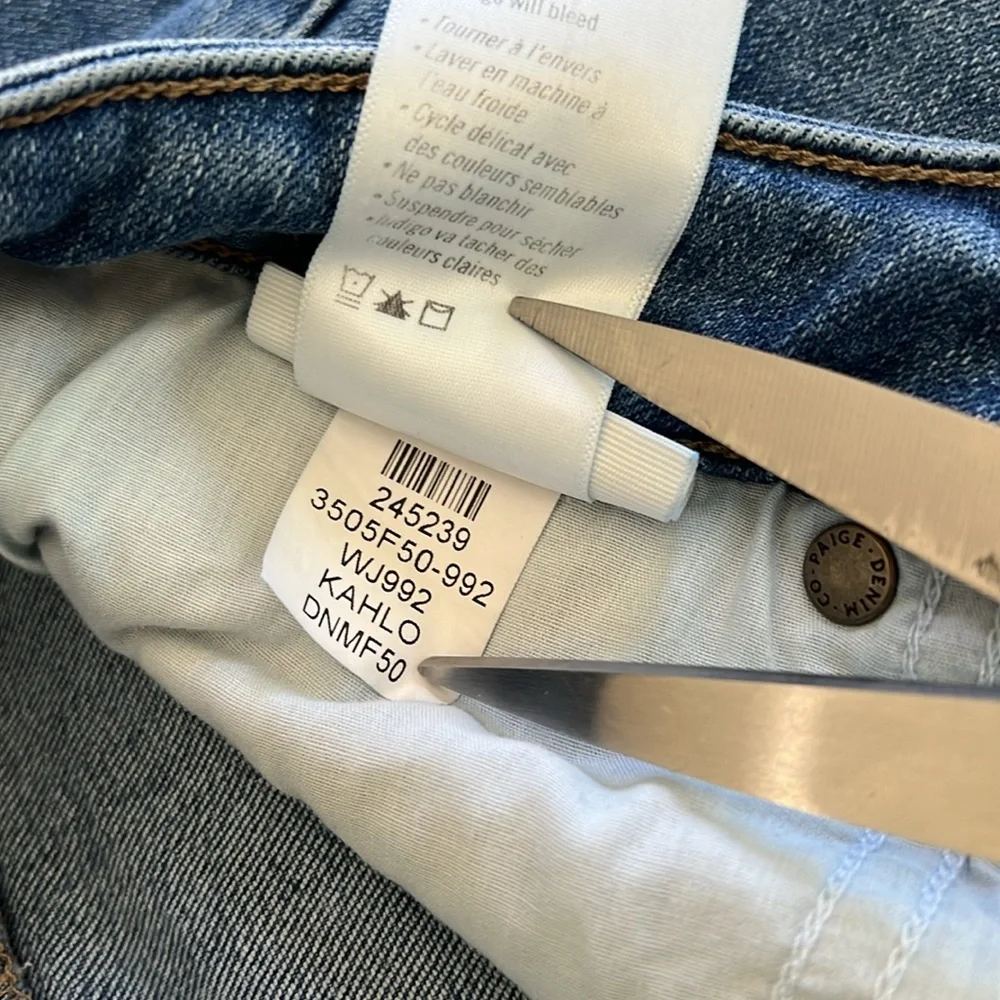 will bleed
• Tourner à l'envers
• Laver en machine à
l'eau froide
• Cycle délicat avec
des couleurs semblables
• Ne pas blanchir
• Suspendre pour sécher
• Indigo va tacher des
couleurs claires
245239
3505F50-992
WJ992
KAHLO
DNMF50
PAIGE · DENIM · CO ·